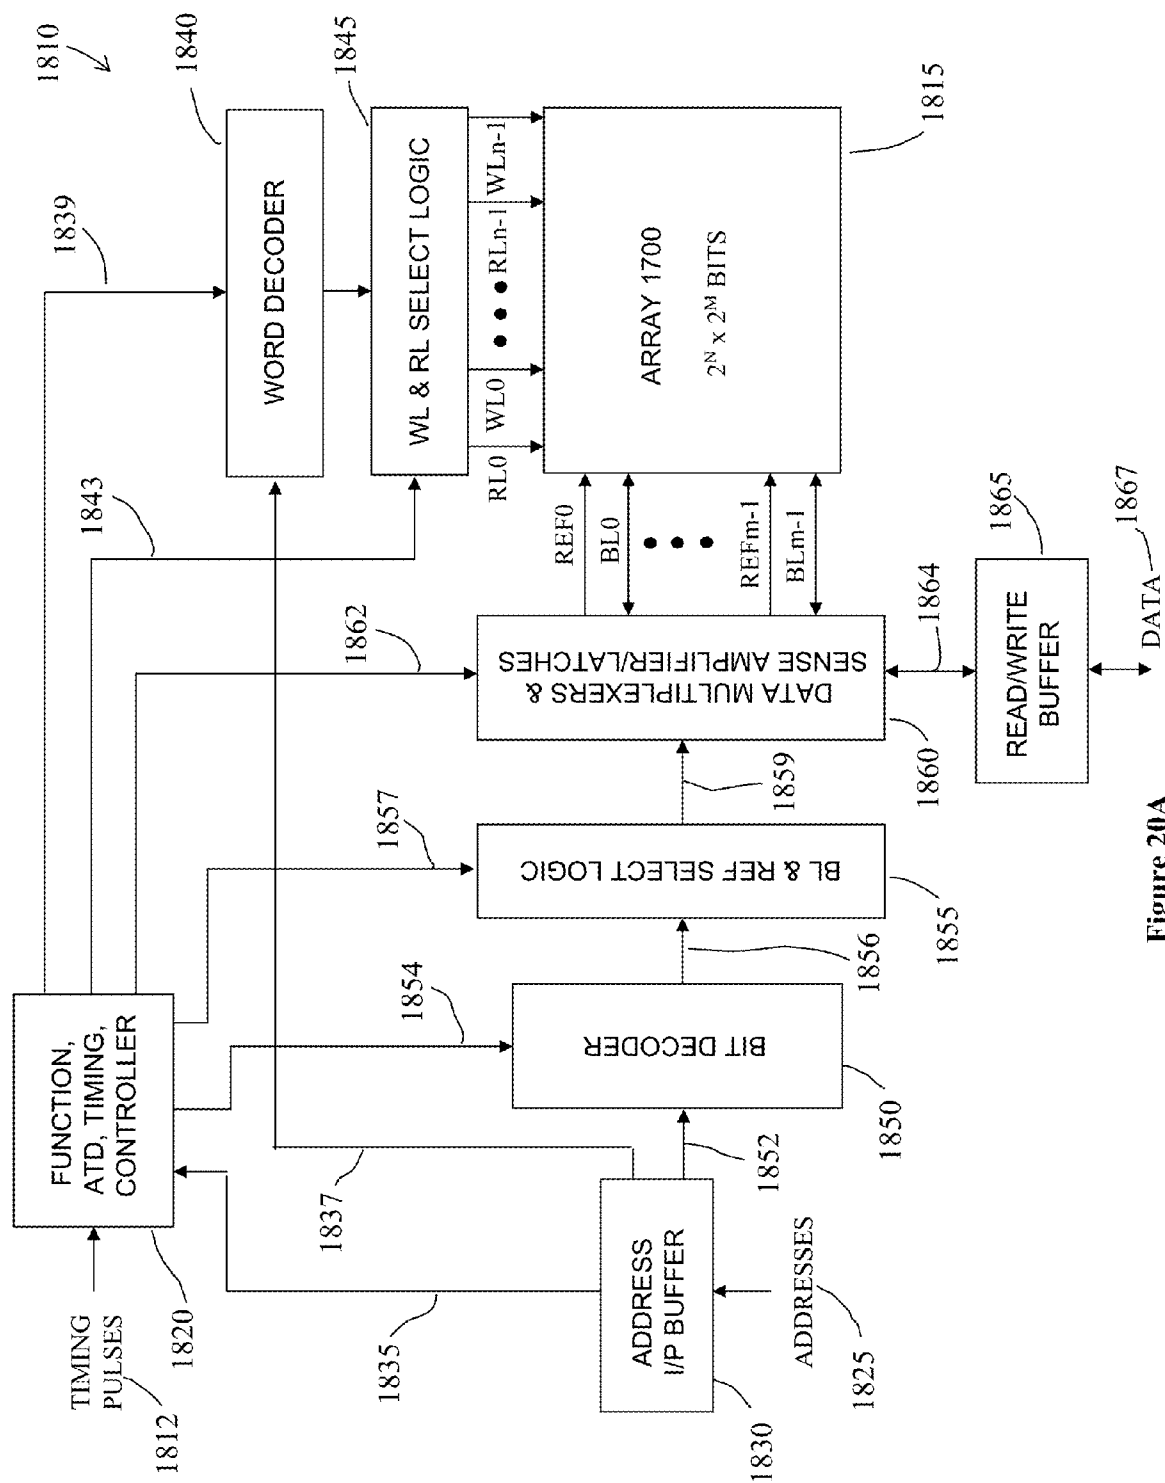 1810
TIMING
PULSES
1812
1820
FUNCTION,
ATD, TIMING,
CONTROLLER
1839
1843
1862
1857
1854
1835
1837
WORD DECODER
1840
WL & RL SELECT LOGIC
1845
RL0
WL0
RLn-1
WLn-1
ARRAY 1700
2^N x 2^M BITS
1815
REF0
BL0
REFm-1
BLm-1
ADDRESS
I/P BUFFER
1830
ADDRESSES
1825
1852
BIT DECODER
1850
1856
BL & REF SELECT LOGIC
1855
1859
DATA MULTIPLEXERS &
SENSE AMPLIFIER/LATCHES
1860
1864
READ/WRITE
BUFFER
1865
DATA
1867
Figure 20A